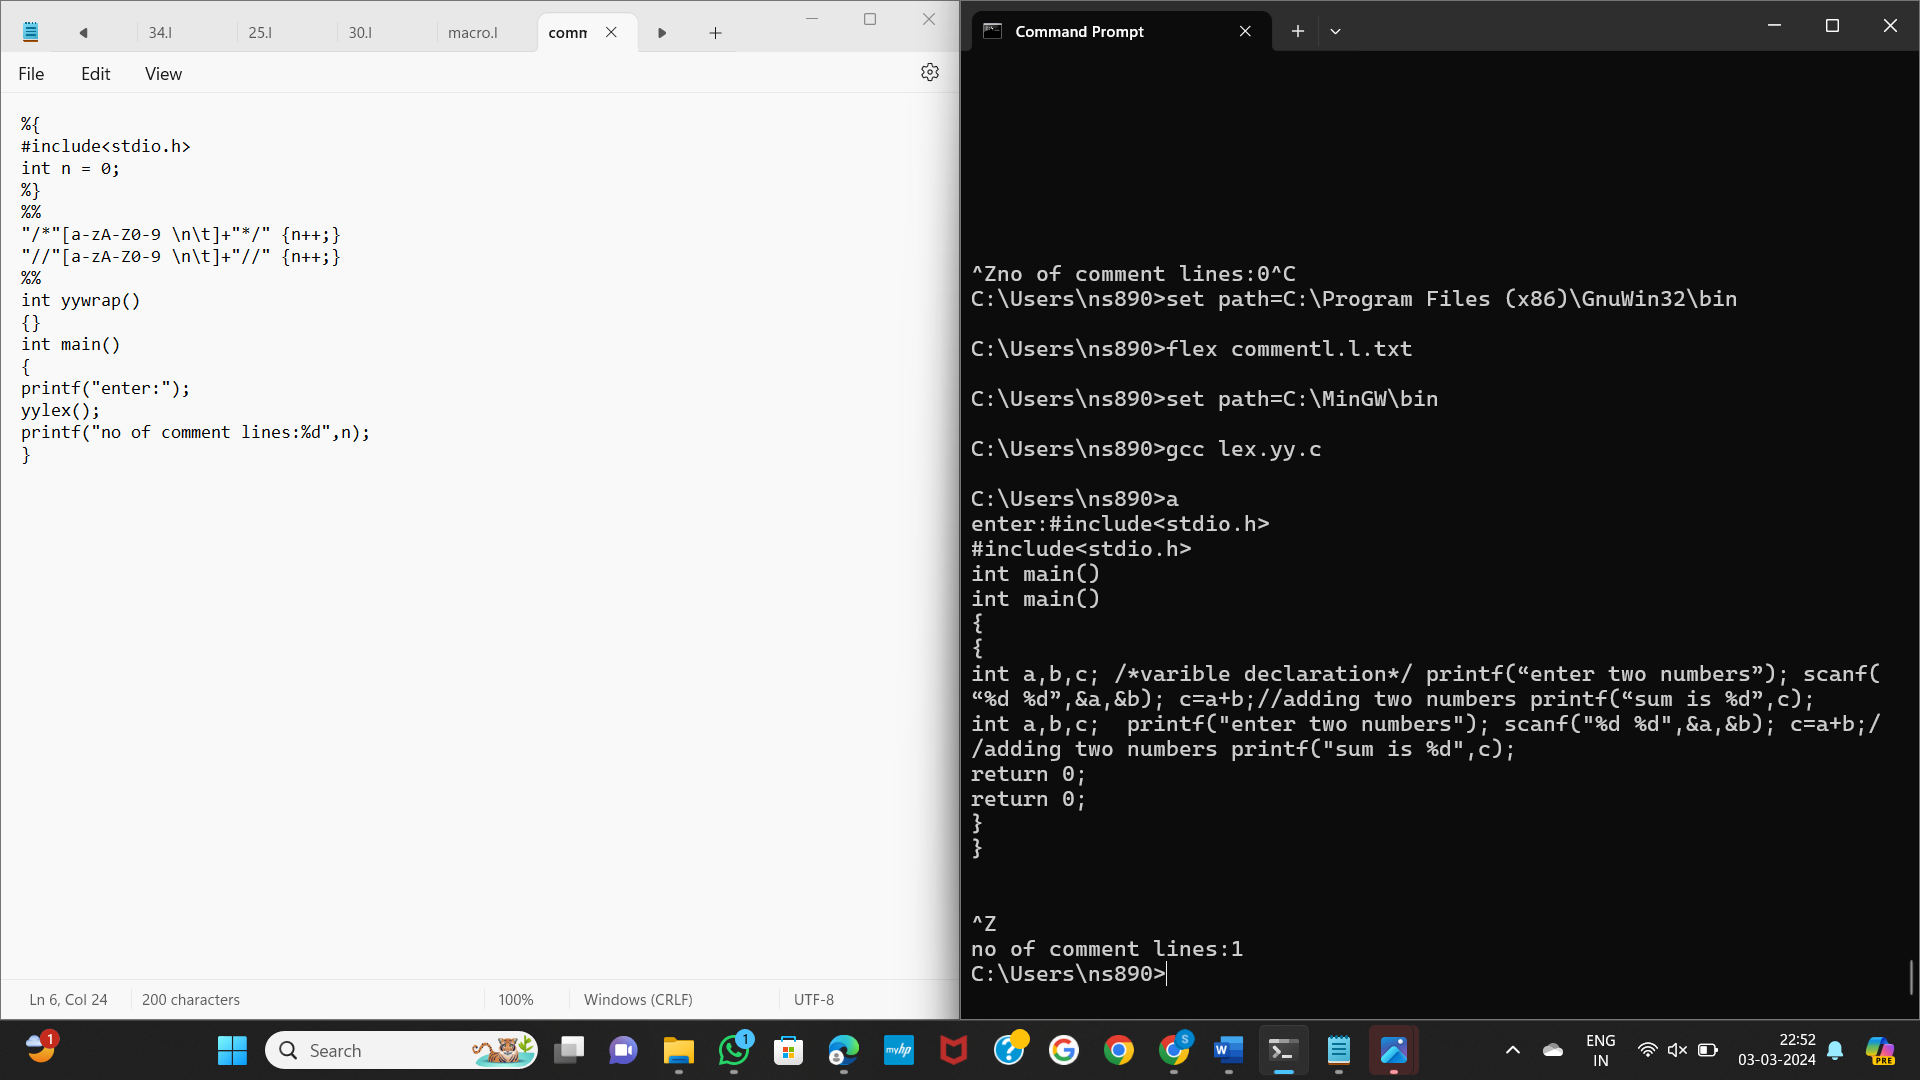 34.l
25.l
30.l
macro.l
comm
File
Edit
View
%{
#include<stdio.h>
int n = 0;
%}
%%
"/*"[a-zA-Z0-9 \n\t]+"*/" {n++;}
"//"[a-zA-Z0-9 \n\t]+"//" {n++;}
%%
int yywrap()
{}
int main()
{
printf("enter:");
yylex();
printf("no of comment lines:%d",n);
}
Ln 6, Col 24
200 characters
100%
Windows (CRLF)
UTF-8
Command Prompt
^Zno of comment lines:0^C
C:\Users\ns890>set path=C:\Program Files (x86)\GnuWin32\bin
C:\Users\ns890>flex commentl.l.txt
C:\Users\ns890>set path=C:\MinGW\bin
C:\Users\ns890>gcc lex.yy.c
C:\Users\ns890>a
enter:#include<stdio.h>
#include<stdio.h>
int main()
int main()
{
{
int a,b,c; /*varible declaration*/ printf(“enter two numbers”); scanf(
“%d %d”,&a,&b); c=a+b;//adding two numbers printf(“sum is %d”,c);
int a,b,c;  printf("enter two numbers"); scanf("%d %d",&a,&b); c=a+b;/
/adding two numbers printf("sum is %d",c);
return 0;
return 0;
}
}
^Z
no of comment lines:1
C:\Users\ns890>
1
Search
1
myhp
S
W
ENG
IN
22:52
03-03-2024
PRE